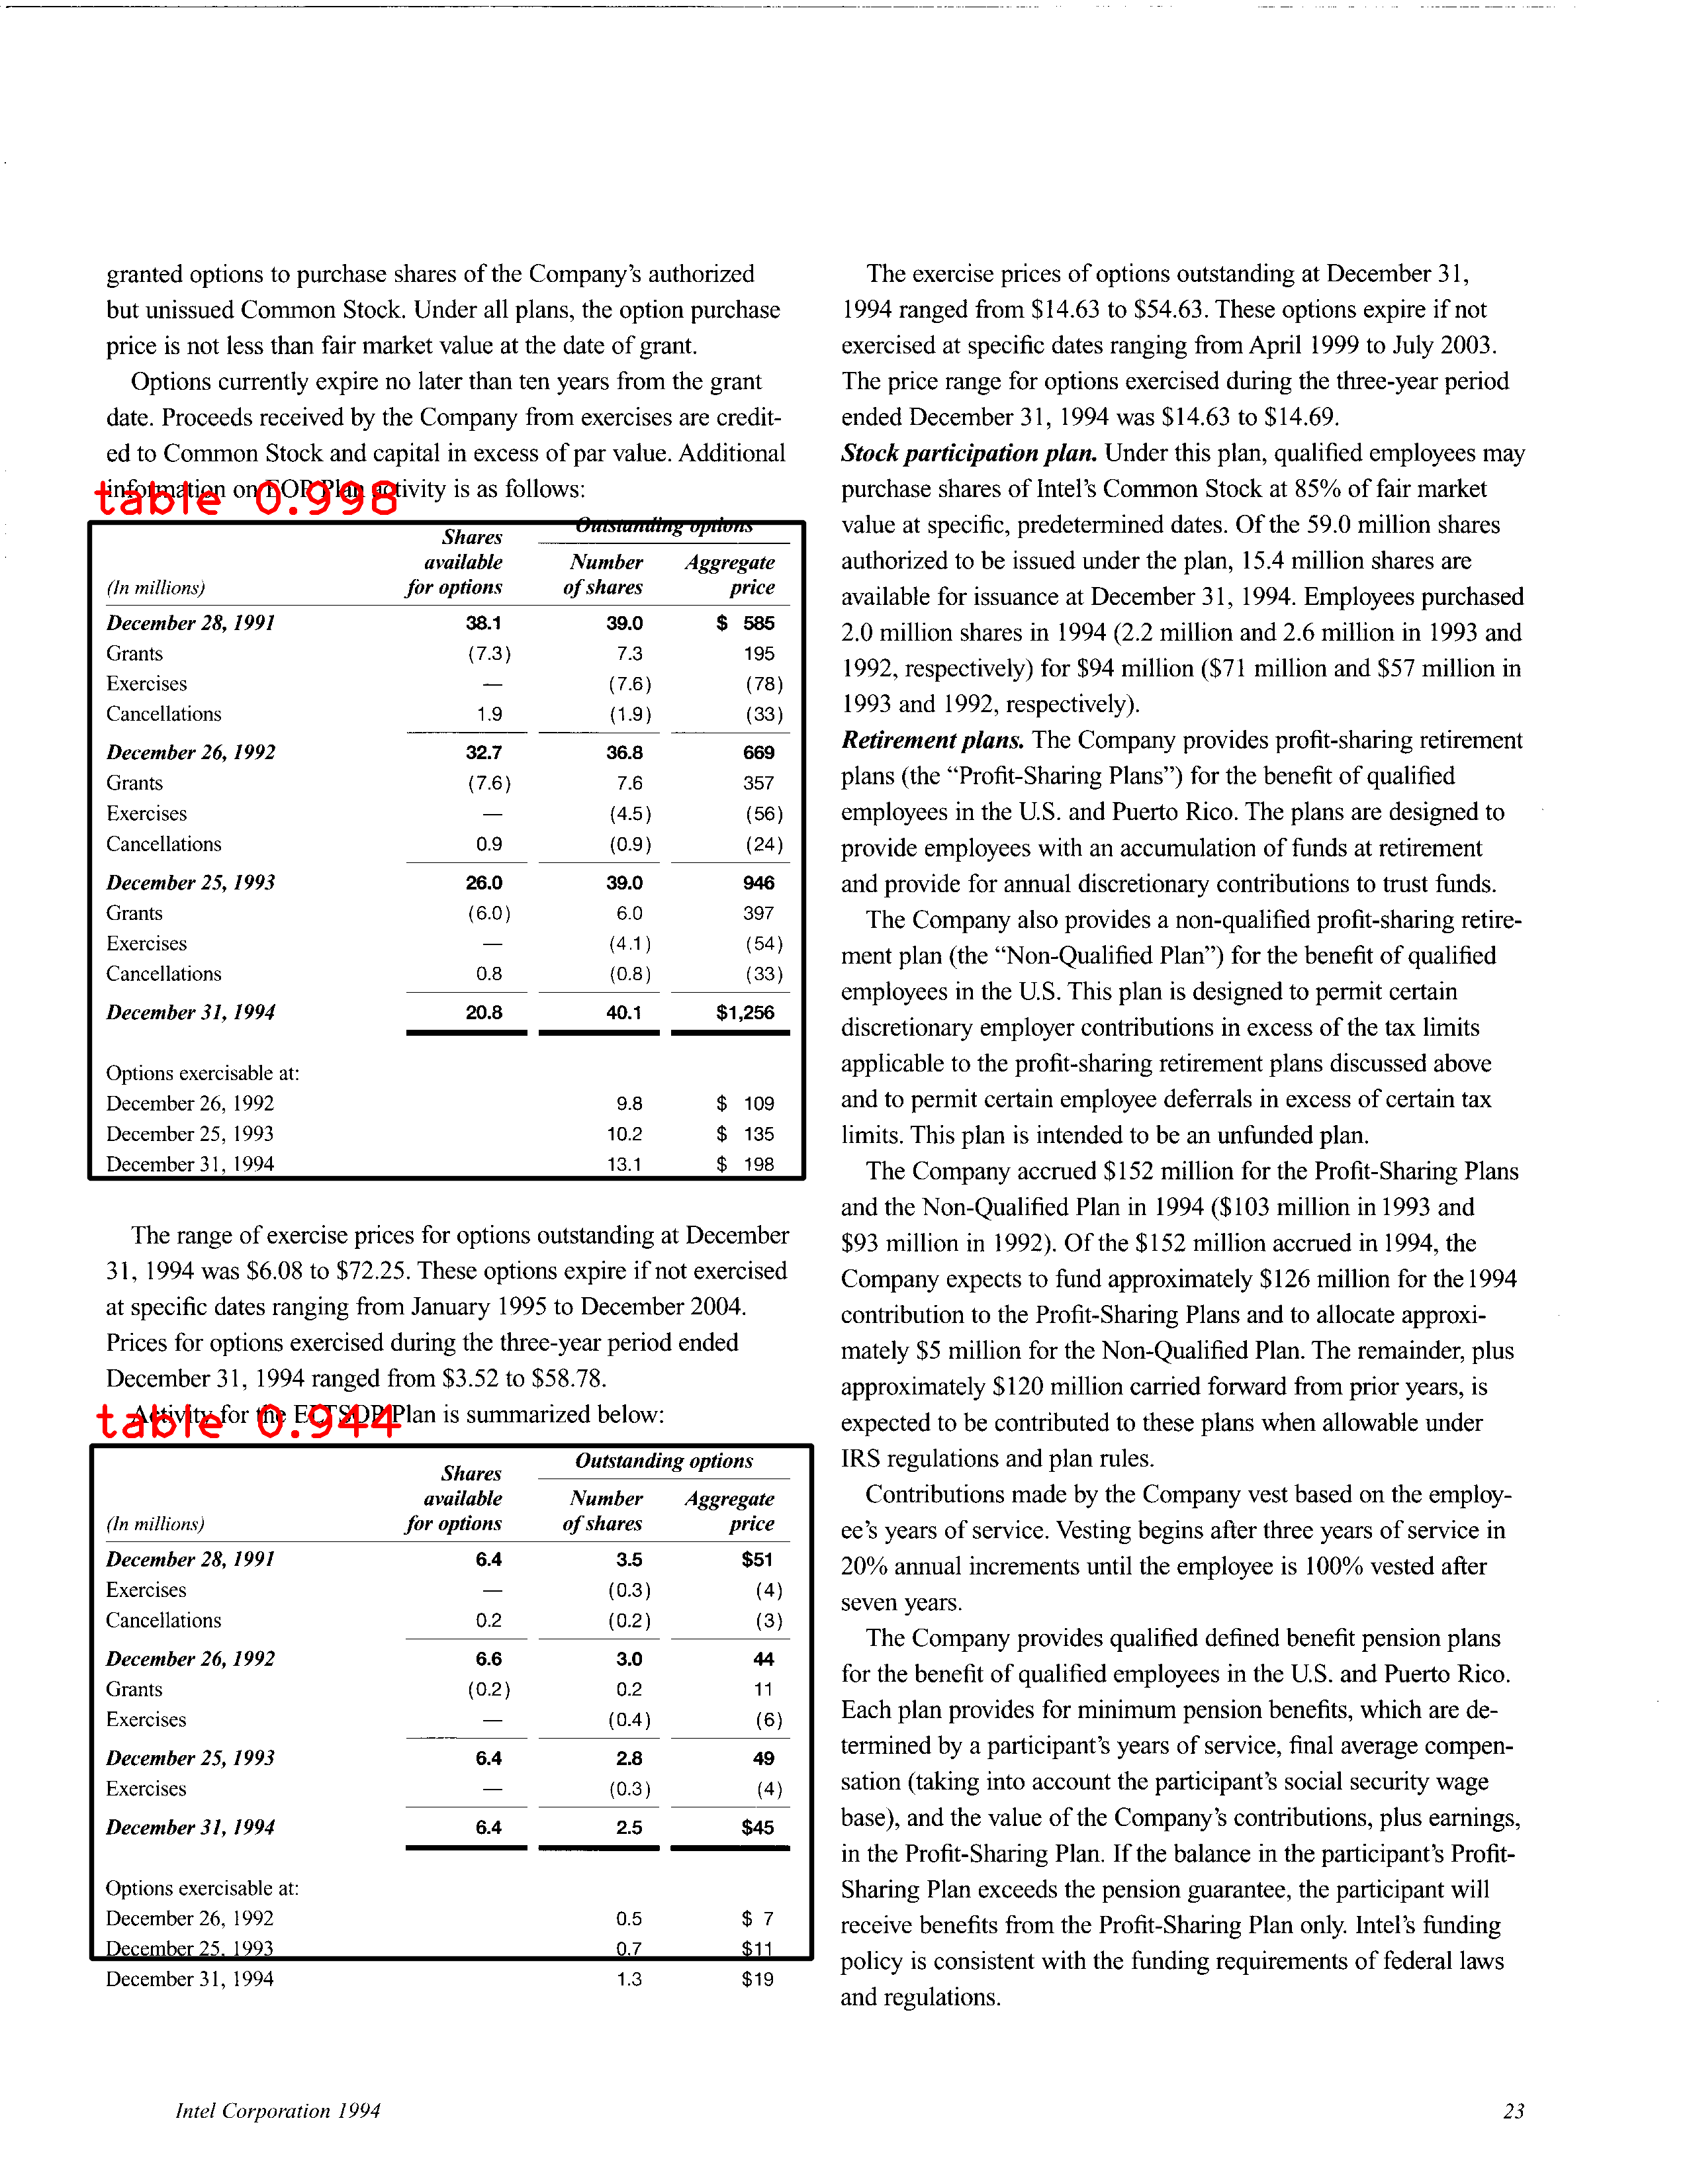 granted options to purchase shares of the Company's authorized
but unissued Common Stock. Under all plans, the option purchase
price is not less than fair market value at the date of grant.
Options currently expire no later than ten years from the grant
date. Proceeds received by the Company from exercises are credit-
ed to Common Stock and capital in excess of par value. Additional
information on EOP Plan activity is as follows:
table 0.998
Outstanding options
Shares
available Number Aggregate
(In millions) for options of shares price
December 28, 1991 38.1 39.0 $ 585
Grants (7.3) 7.3 195
Exercises — (7.6) (78)
Cancellations 1.9 (1.9) (33)
December 26, 1992 32.7 36.8 669
Grants (7.6) 7.6 357
Exercises — (4.5) (56)
Cancellations 0.9 (0.9) (24)
December 25, 1993 26.0 39.0 946
Grants (6.0) 6.0 397
Exercises — (4.1) (54)
Cancellations 0.8 (0.8) (33)
December 31, 1994 20.8 40.1 $1,256
Options exercisable at:
December 26, 1992 9.8 $ 109
December 25, 1993 10.2 $ 135
December 31, 1994 13.1 $ 198
The range of exercise prices for options outstanding at December
31, 1994 was $6.08 to $72.25. These options expire if not exercised
at specific dates ranging from January 1995 to December 2004.
Prices for options exercised during the three-year period ended
December 31, 1994 ranged from $3.52 to $58.78.
Activity for the ELTSOP Plan is summarized below:
table 0.944
Outstanding options
Shares
available Number Aggregate
(In millions) for options of shares price
December 28, 1991 6.4 3.5 $51
Exercises — (0.3) (4)
Cancellations 0.2 (0.2) (3)
December 26, 1992 6.6 3.0 44
Grants (0.2) 0.2 11
Exercises — (0.4) (6)
December 25, 1993 6.4 2.8 49
Exercises — (0.3) (4)
December 31, 1994 6.4 2.5 $45
Options exercisable at:
December 26, 1992 0.5 $ 7
December 25, 1993 0.7 $11
December 31, 1994 1.3 $19
The exercise prices of options outstanding at December 31,
1994 ranged from $14.63 to $54.63. These options expire if not
exercised at specific dates ranging from April 1999 to July 2003.
The price range for options exercised during the three-year period
ended December 31, 1994 was $14.63 to $14.69.
Stock participation plan. Under this plan, qualified employees may
purchase shares of Intel's Common Stock at 85% of fair market
value at specific, predetermined dates. Of the 59.0 million shares
authorized to be issued under the plan, 15.4 million shares are
available for issuance at December 31, 1994. Employees purchased
2.0 million shares in 1994 (2.2 million and 2.6 million in 1993 and
1992, respectively) for $94 million ($71 million and $57 million in
1993 and 1992, respectively).
Retirement plans. The Company provides profit-sharing retirement
plans (the “Profit-Sharing Plans”) for the benefit of qualified
employees in the U.S. and Puerto Rico. The plans are designed to
provide employees with an accumulation of funds at retirement
and provide for annual discretionary contributions to trust funds.
The Company also provides a non-qualified profit-sharing retire-
ment plan (the “Non-Qualified Plan”) for the benefit of qualified
employees in the U.S. This plan is designed to permit certain
discretionary employer contributions in excess of the tax limits
applicable to the profit-sharing retirement plans discussed above
and to permit certain employee deferrals in excess of certain tax
limits. This plan is intended to be an unfunded plan.
The Company accrued $152 million for the Profit-Sharing Plans
and the Non-Qualified Plan in 1994 ($103 million in 1993 and
$93 million in 1992). Of the $152 million accrued in 1994, the
Company expects to fund approximately $126 million for the 1994
contribution to the Profit-Sharing Plans and to allocate approxi-
mately $5 million for the Non-Qualified Plan. The remainder, plus
approximately $120 million carried forward from prior years, is
expected to be contributed to these plans when allowable under
IRS regulations and plan rules.
Contributions made by the Company vest based on the employ-
ee's years of service. Vesting begins after three years of service in
20% annual increments until the employee is 100% vested after
seven years.
The Company provides qualified defined benefit pension plans
for the benefit of qualified employees in the U.S. and Puerto Rico.
Each plan provides for minimum pension benefits, which are de-
termined by a participant's years of service, final average compen-
sation (taking into account the participant's social security wage
base), and the value of the Company's contributions, plus earnings,
in the Profit-Sharing Plan. If the balance in the participant's Profit-
Sharing Plan exceeds the pension guarantee, the participant will
receive benefits from the Profit-Sharing Plan only. Intel's funding
policy is consistent with the funding requirements of federal laws
and regulations.
Intel Corporation 1994 23